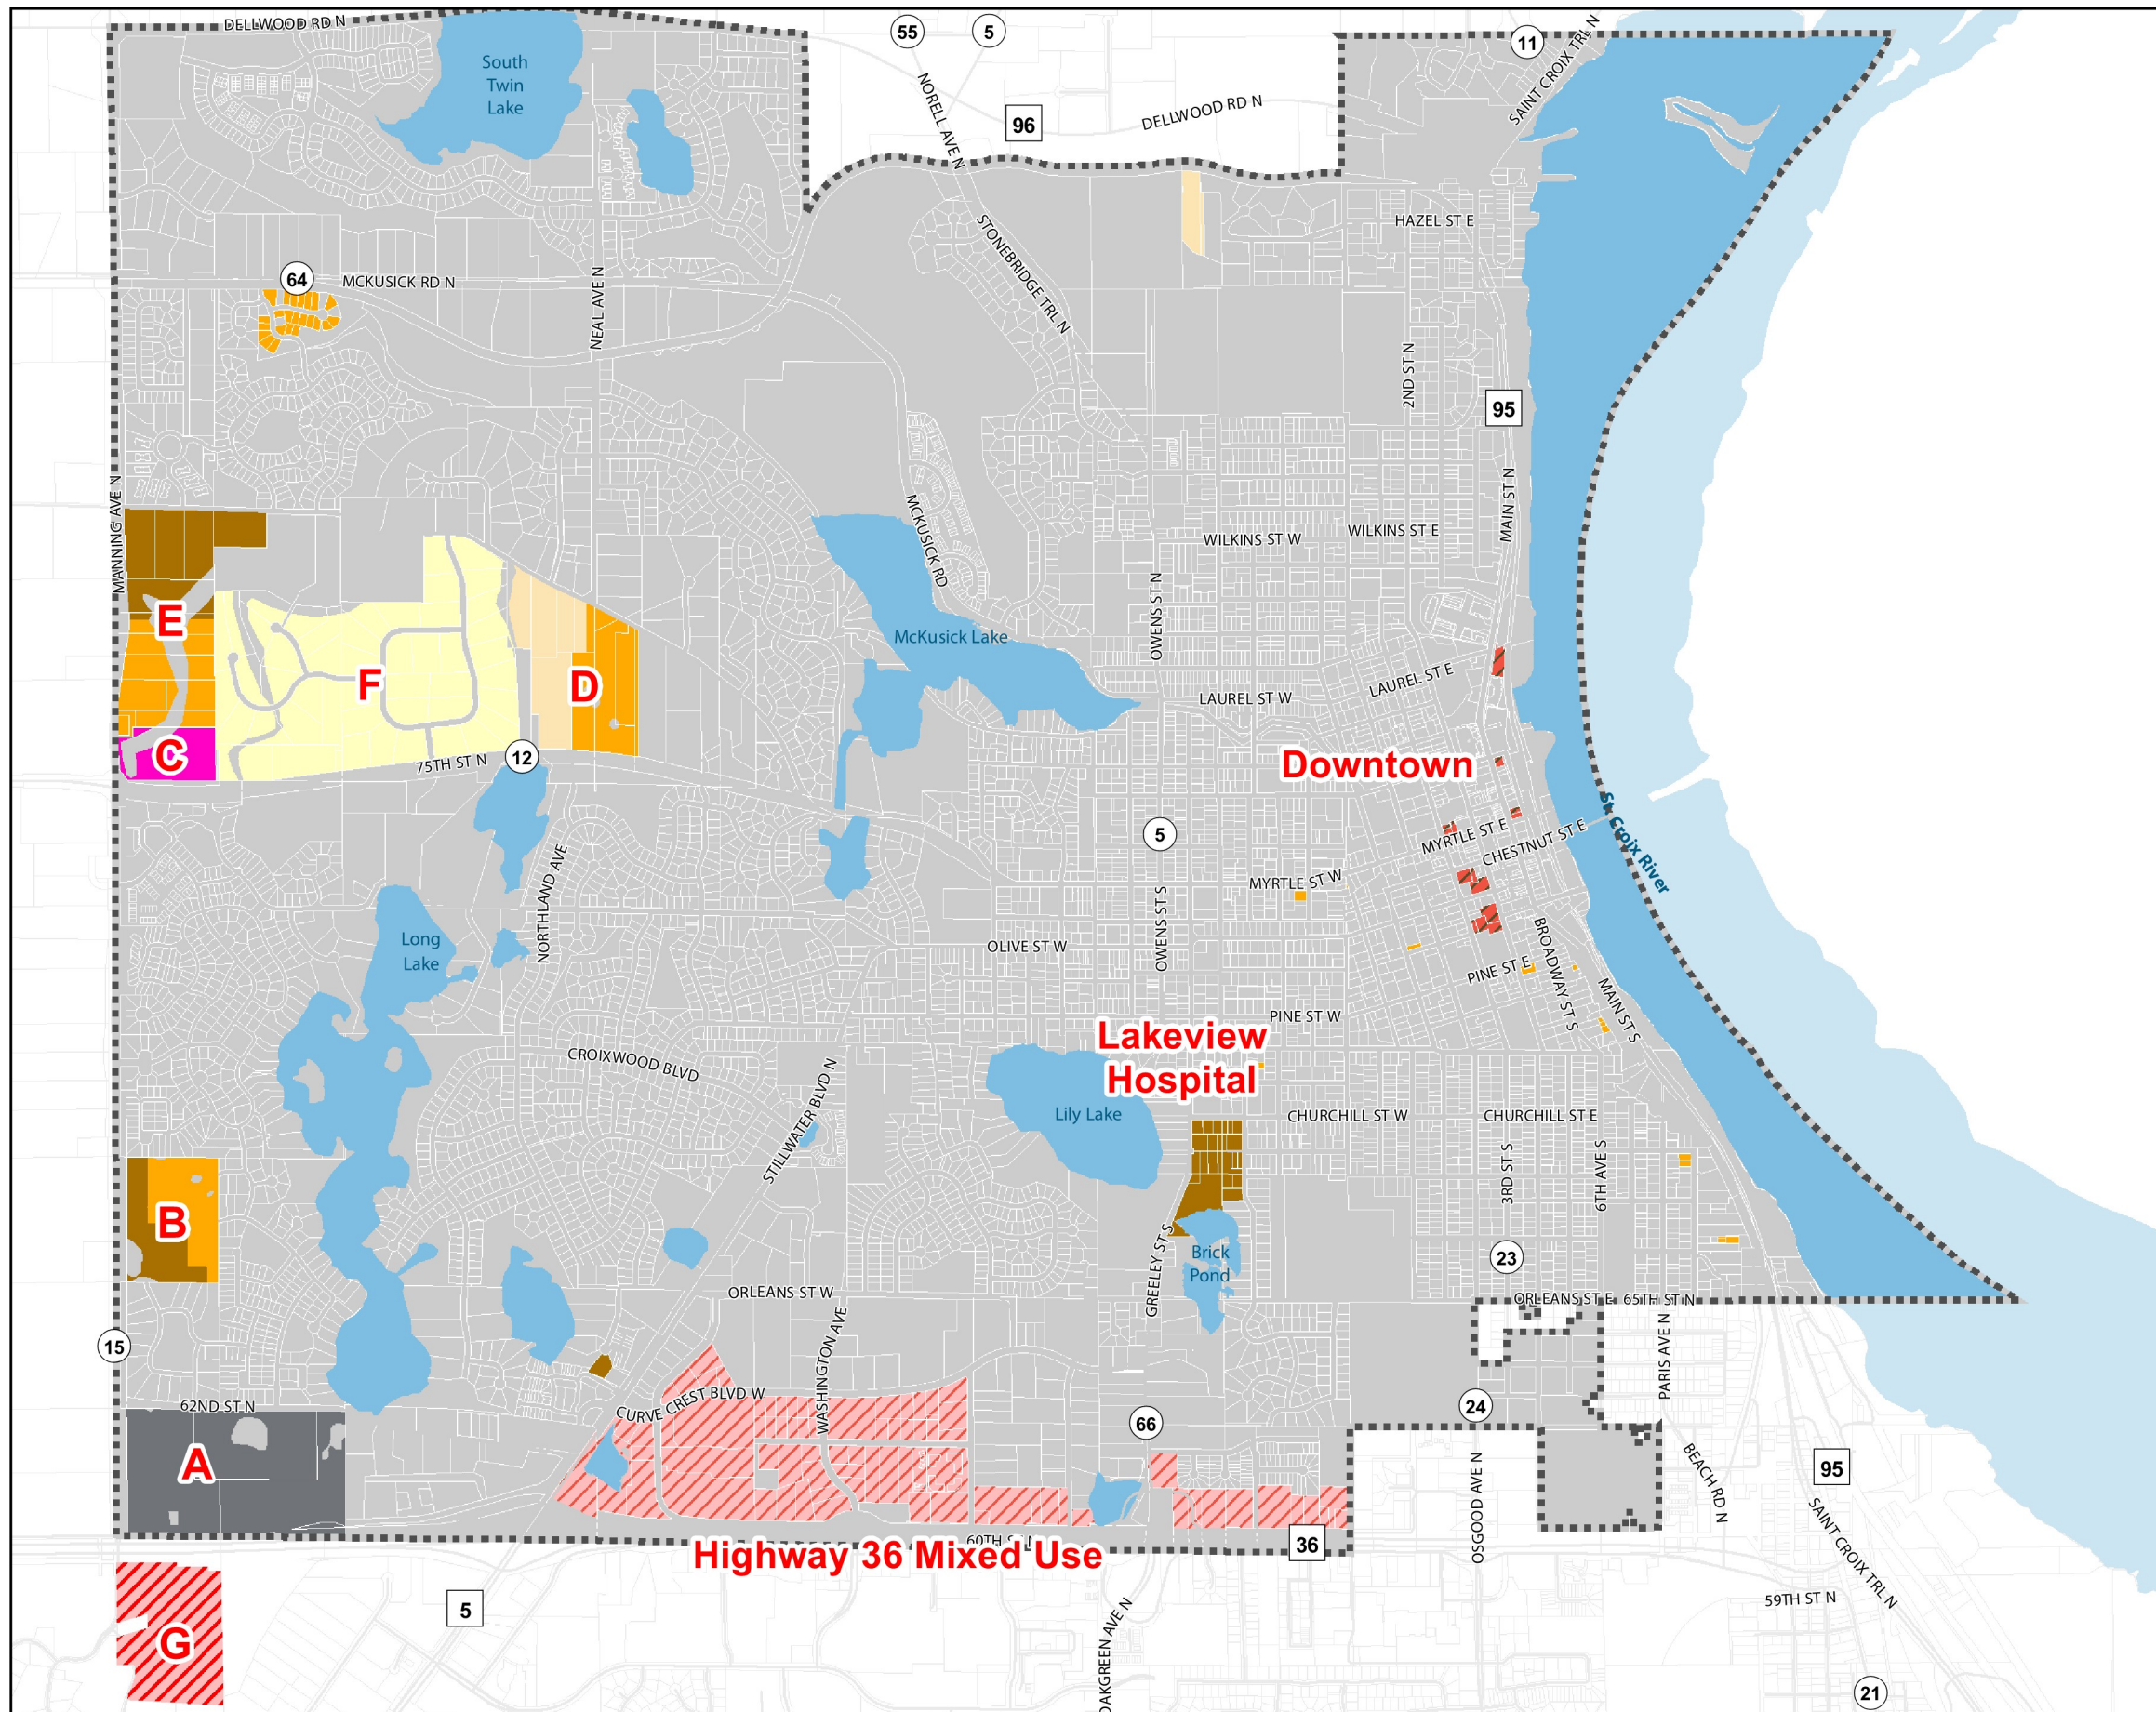 DELLWOOD RD N
55
5
11
SAINT CROIX TRL N
South
Twin
Lake
NORELL AVE N
96
DELLWOOD RD N
HAZEL ST E
STONEBRIDGE TRL N
64
MCKUSICK RD N
NEAL AVE N
2ND ST N
95
MANNING AVE N
MCKUSICK RD
MAIN ST N
WILKINS ST W
WILKINS ST E
OWENS ST N
E
McKusick Lake
F
D
LAUREL ST W
LAUREL ST E
C
75TH ST N
12
Downtown
St Croix River
5
MYRTLE ST E
CHESTNUT ST E
NORTHLAND AVE
MYRTLE ST W
OWENS ST S
Long
Lake
OLIVE ST W
BROADWAY ST S
PINE ST E
MAIN ST S
PINE ST W
Lakeview
Hospital
CROIXWOOD BLVD
STILLWATER BLVD N
Lily Lake
CHURCHILL ST W
CHURCHILL ST E
3RD ST S
6TH AVE S
B
GREELEY ST S
Brick
Pond
23
ORLEANS ST W
ORLEANS ST E
65TH ST N
15
WASHINGTON AVE
PARIS AVE N
62ND ST N
CURVE CREST BLVD W
66
24
A
OSGOOD AVE N
BEACH RD N
95
SAINT CROIX TRL N
60TH ST N
Highway 36 Mixed Use
36
5
59TH ST N
G
OAKGREEN AVE N
21